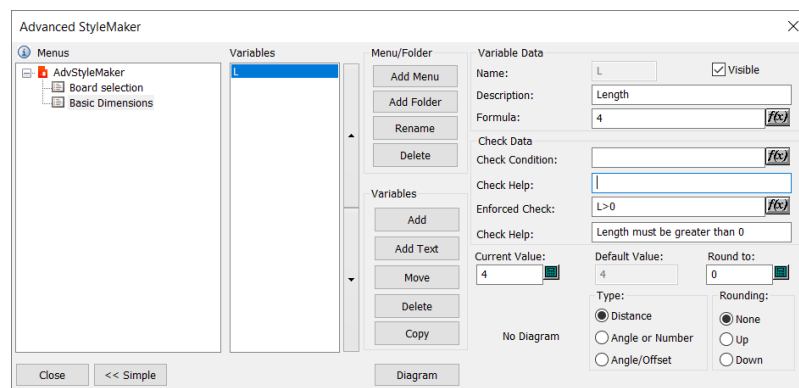 Advanced StyleMaker
Menus
AdvStyleMaker
Board selection
Basic Dimensions
Variables
L
Menu/Folder
Add Menu
Add Folder
Rename
Delete
Variables
Add
Add Text
Move
Delete
Copy
Variable Data
Name: L Visible
Description: Length
Formula: 4 f(x)
Check Data
Check Condition: f(x)
Check Help:
Enforced Check: L>0 f(x)
Check Help: Length must be greater than 0
Current Value: Default Value: Round to:
4 4 0
Type: Rounding:
Distance None
No Diagram Angle or Number Up
Angle/Offset Down
Close << Simple Diagram